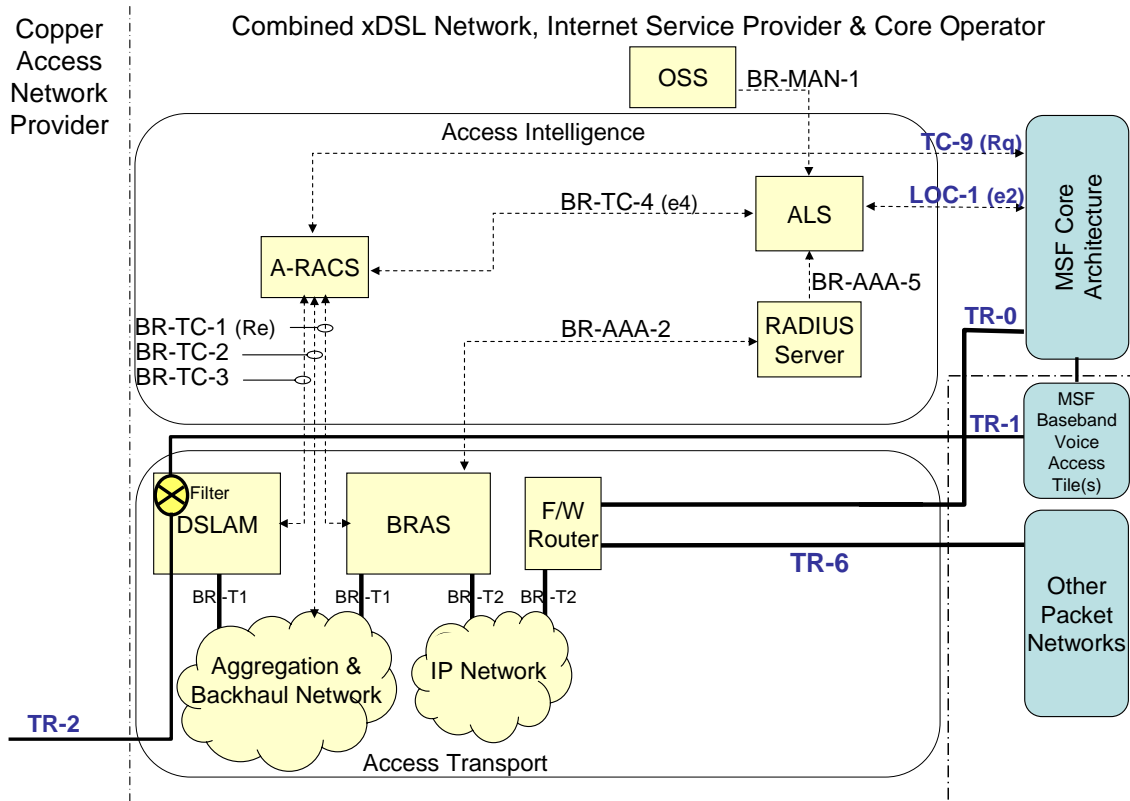 Copper
Access
Network
Provider
Combined xDSL Network, Internet Service Provider & Core Operator
OSS
BR-MAN-1
Access Intelligence
TC-9 (Rq)
BR-TC-4 (e4)
ALS
LOC-1 (e2)
MSF Core
Architecture
A-RACS
BR-AAA-5
BR-TC-1 (Re)
BR-TC-2
BR-TC-3
BR-AAA-2
RADIUS
Server
TR-0
TR-1
MSF
Baseband
Voice
Access
Tile(s)
Filter
DSLAM
BRAS
F/W
Router
TR-6
BR -T1
BR -T1
BR -T2
BR -T2
Other
Packet
Networks
Aggregation &
Backhaul Network
IP Network
TR-2
Access Transport